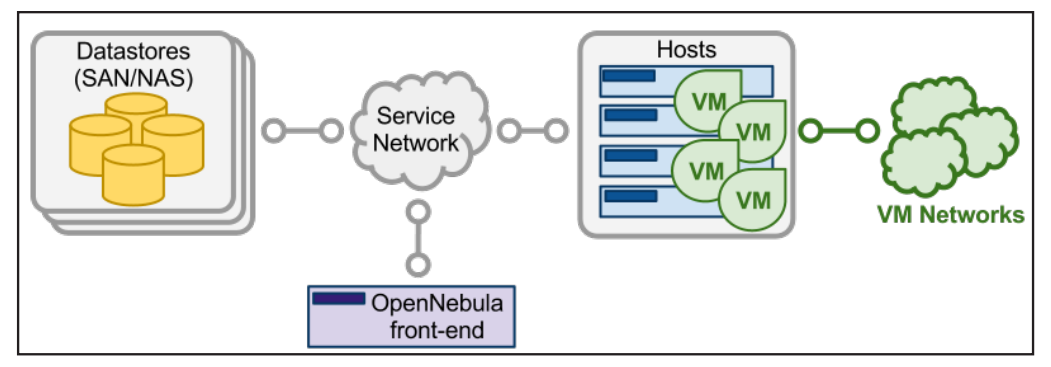 Datastores
(SAN/NAS)
Service
Network
Hosts
VM
VM
VM
VM
VM Networks
OpenNebula
front-end